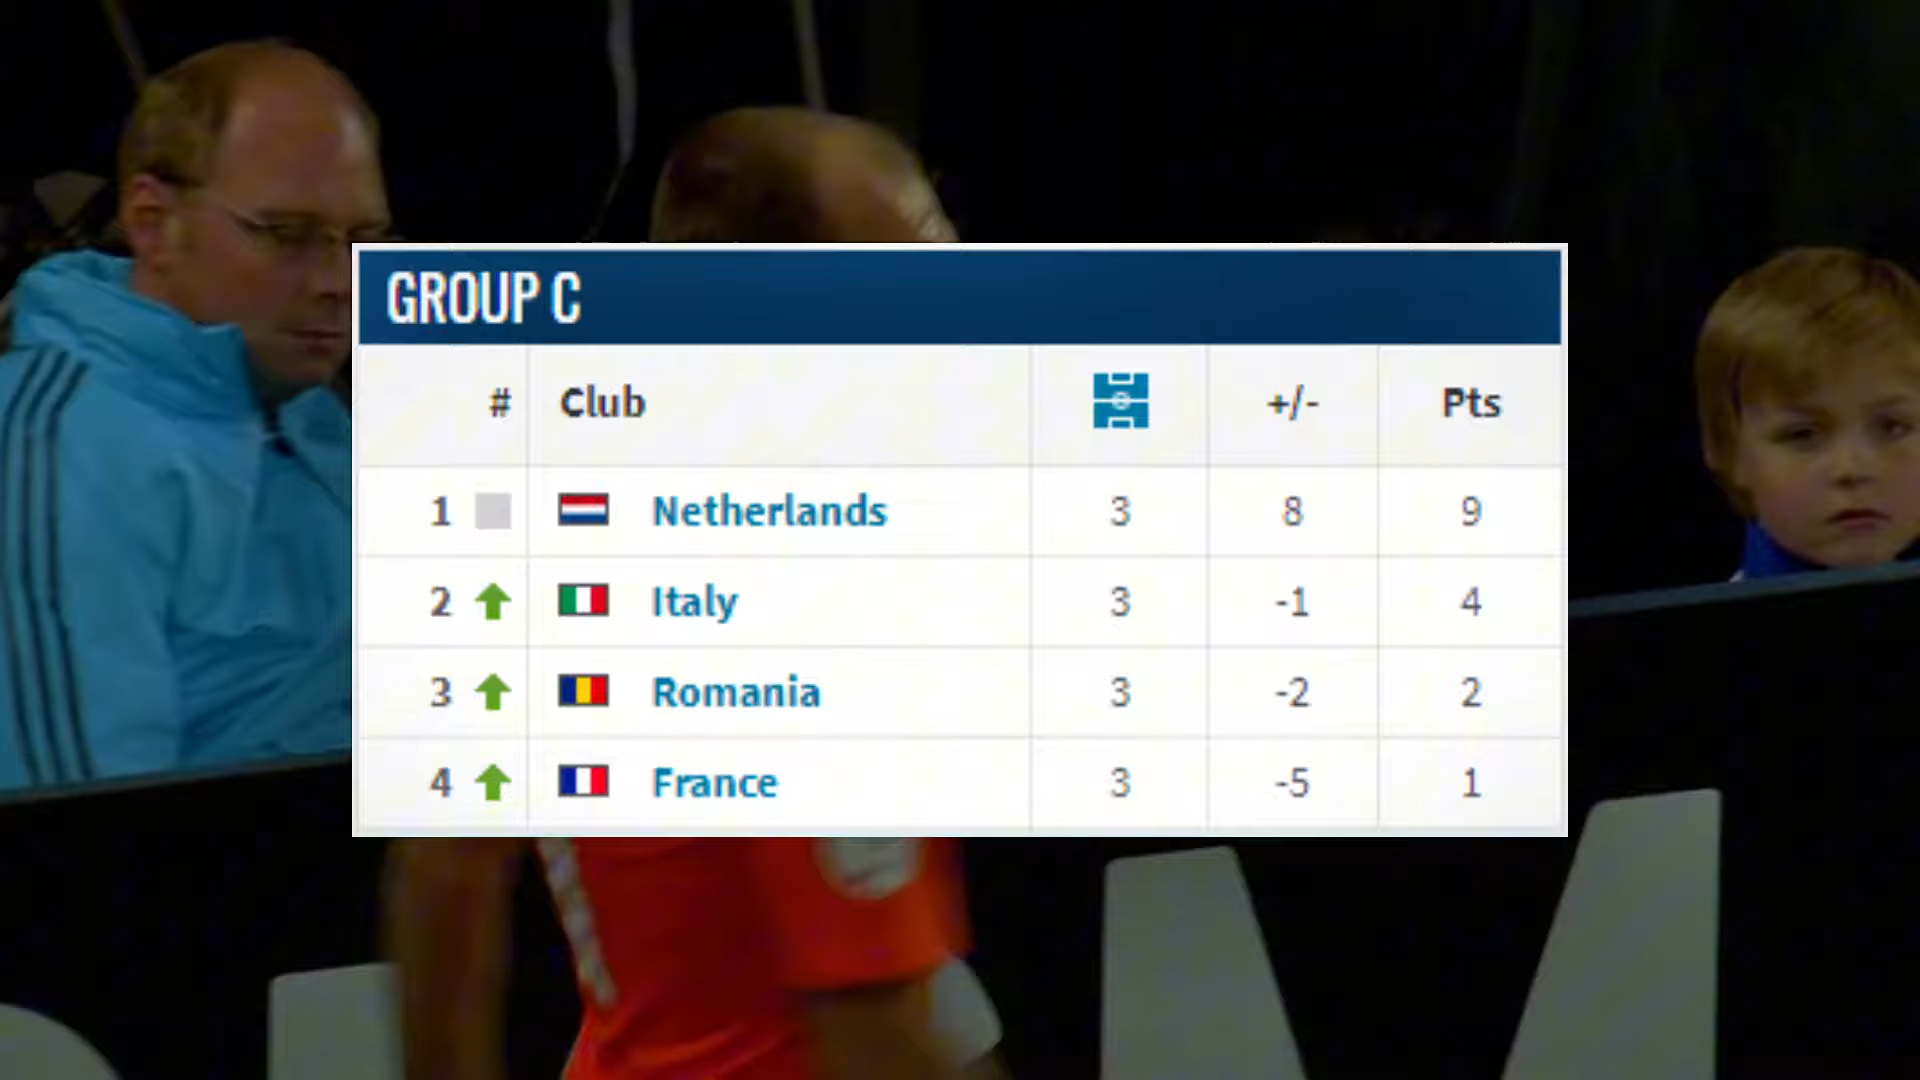 GROUP C
# Club +/- Pts
1 Netherlands 3 8 9
2 Italy 3 -1 4
3 Romania 3 -2 2
4 France 3 -5 1